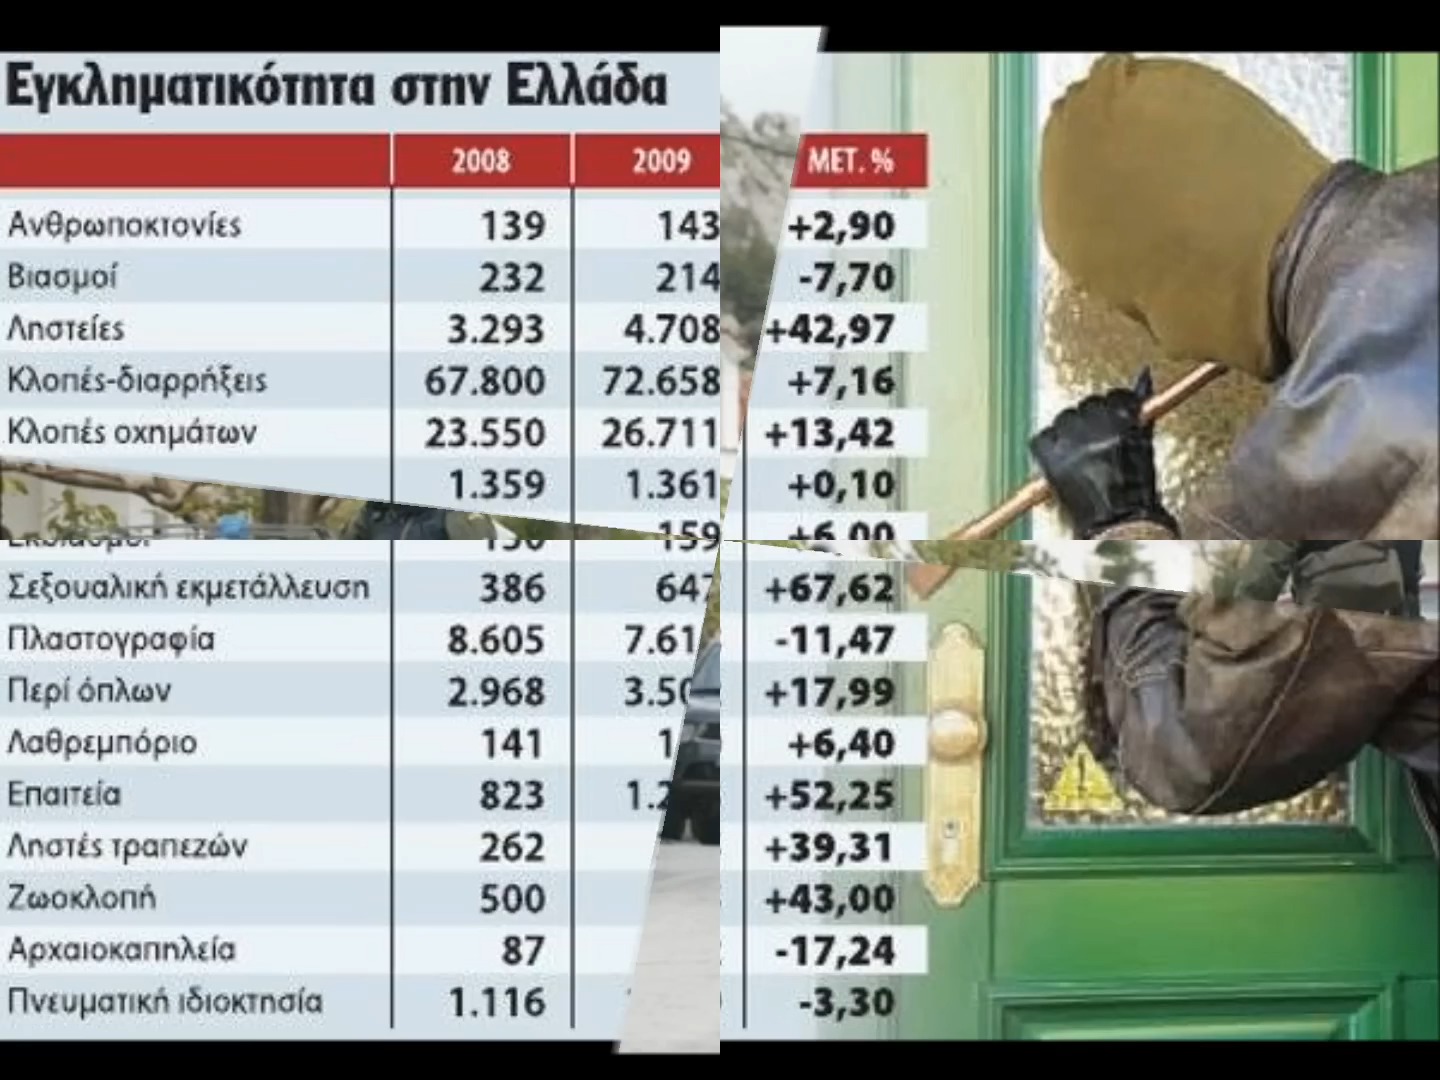 Εγκληματικότητα στην Ελλάδα
2008 2009 ΜΕΤ. %
Ανθρωποκτονίες 139 143 +2,90
Βιασμοί 232 214 -7,70
Ληστείες 3.293 4.708 +42,97
Κλοπές-διαρρήξεις 67.800 72.658 +7,16
Κλοπές οχημάτων 23.550 26.711 +13,42
1.359 1.361 +0,10
159 +6,00
Σεξουαλική εκμετάλλευση 386 647 +67,62
Πλαστογραφία 8.605 -11,47
Περί όπλων 2.968 +17,99
Λαθρεμπόριο 141 +6,40
Επαιτεία 823 +52,25
Ληστές τραπεζών 262 +39,31
Ζωοκλοπή 500 +43,00
Αρχαιοκαπηλεία 87 -17,24
Πνευματική ιδιοκτησία 1.116 -3,30